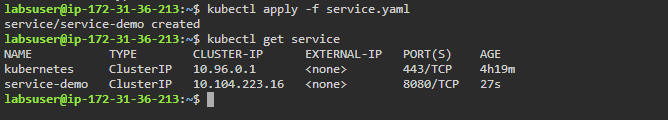 labsuser@ip-172-31-36-213:~$ kubectl apply -f service.yaml
service/service-demo created
labsuser@ip-172-31-36-213:~$ kubectl get service
NAME           TYPE        CLUSTER-IP      EXTERNAL-IP   PORT(S)    AGE
kubernetes     ClusterIP   10.96.0.1       <none>        443/TCP    4h19m
service-demo   ClusterIP   10.104.223.16   <none>        8080/TCP   27s
labsuser@ip-172-31-36-213:~$